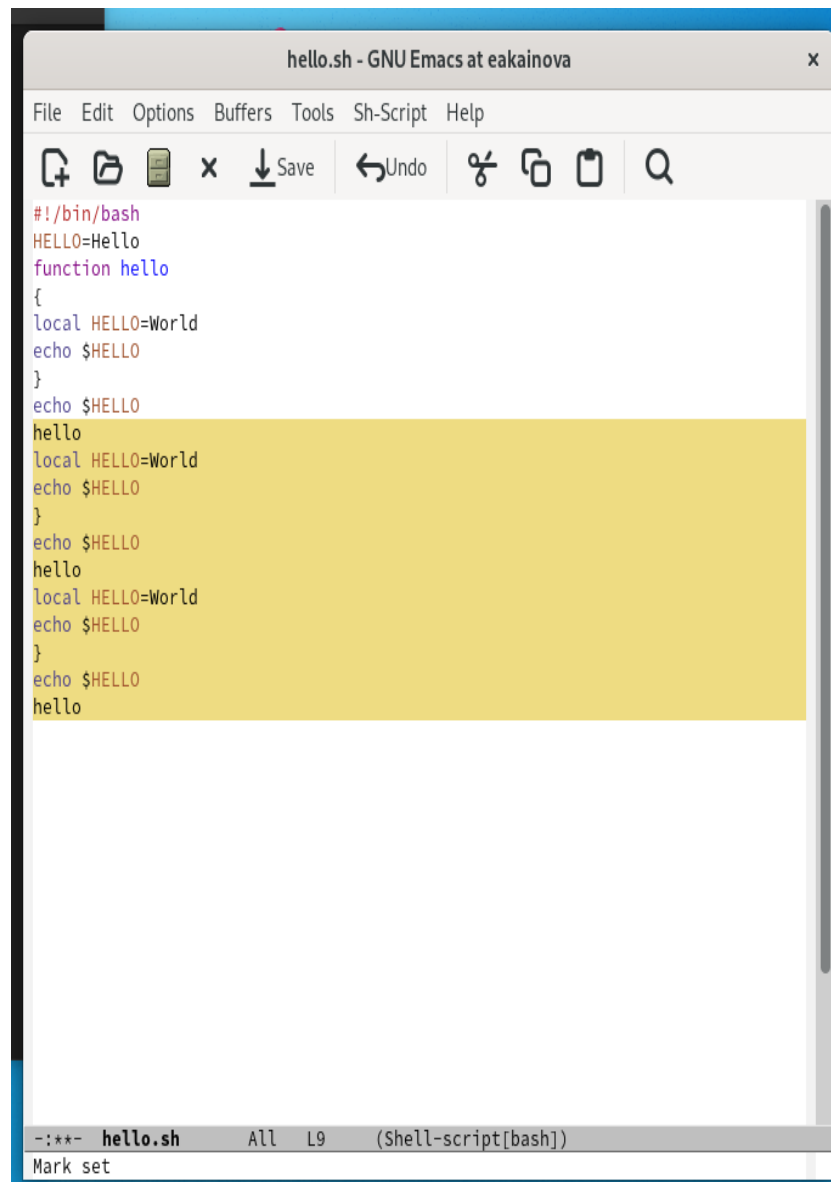 hello.sh - GNU Emacs at eakainova x
File Edit Options Buffers Tools Sh-Script Help
Save Undo
#!/bin/bash
HELLO=Hello
function hello
{
local HELLO=World
echo $HELLO
}
echo $HELLO
hello
local HELLO=World
echo $HELLO
}
echo $HELLO
hello
local HELLO=World
echo $HELLO
}
echo $HELLO
hello
-:**- hello.sh All L9 (Shell-script[bash])
Mark set